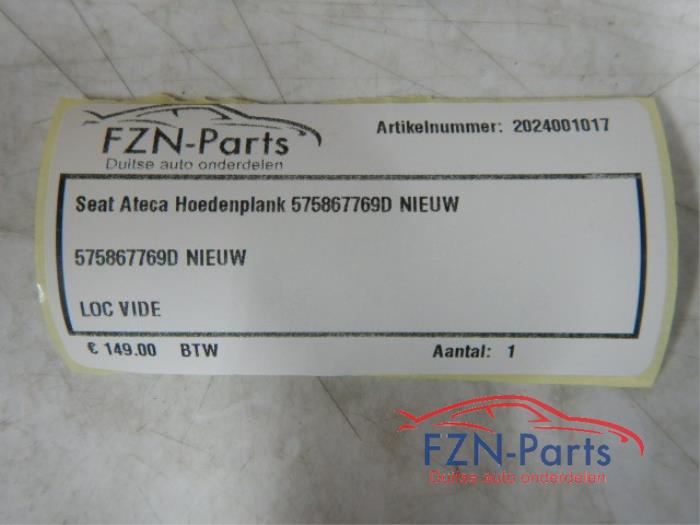 FZN-Parts
Duitse auto onderdelen
Artikelnummer: 2024001017
Seat Ateca Hoedenplank 575867769D NIEUW
575867769D NIEUW
LOC VIDE
€ 149.00 BTW
Aantal: 1
FZN-Parts
Duitse auto onderdelen